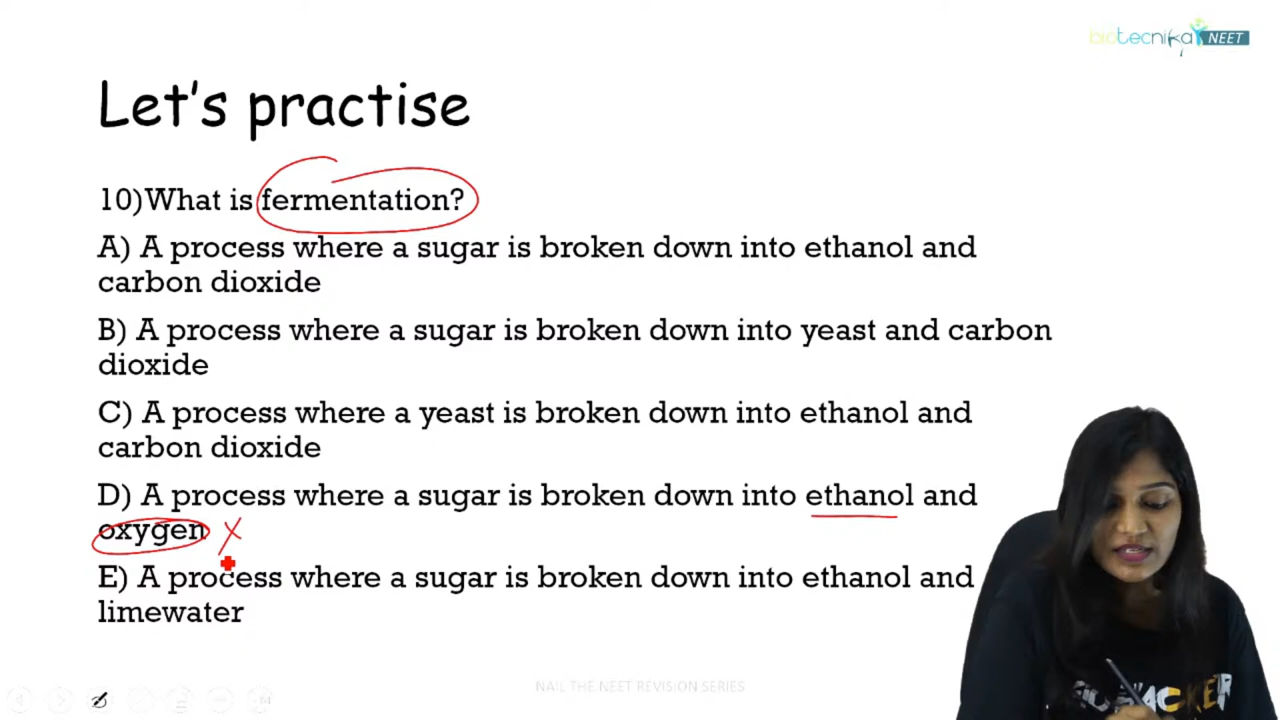 biotecnika NEET
Let's practise
10)What is fermentation?
A) A process where a sugar is broken down into ethanol and
carbon dioxide
B) A process where a sugar is broken down into yeast and carbon
dioxide
C) A process where a yeast is broken down into ethanol and
carbon dioxide
D) A process where a sugar is broken down into ethanol and
oxygen X
E) A process where a sugar is broken down into ethanol and
limewater
NAIL THE NEET REVISION SERIES